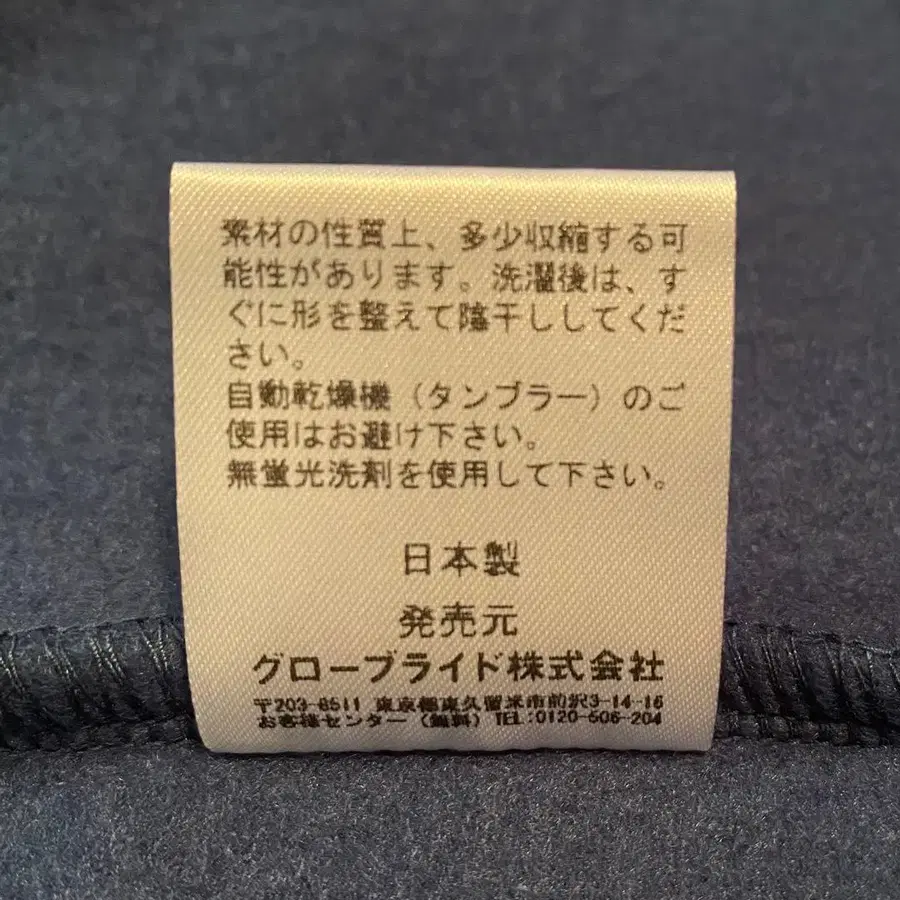 素材の性質上、多少収縮する可
能性があります。洗濯後は、す
ぐに形を整えて陰干ししてくだ
さい。
自動乾燥機（タンブラー）のご
使用はお避け下さい。
無蛍光洗剤を使用して下さい。
日本製
発売元
グローブライド株式会社
〒203-8511 東京都東久留米市前沢3-14-16
お客様センター（無料）TEL:0120-506-204